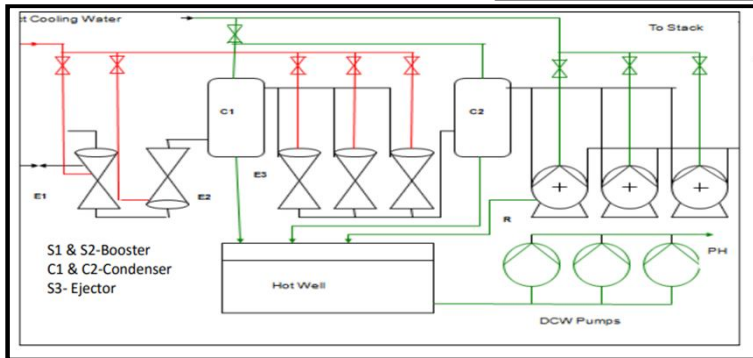 t Cooling Water
To Stack
C1
C2
E1
E2
E3
R
S1 & S2-Booster
C1 & C2-Condenser
S3- Ejector
Hot Well
PH
DCW Pumps